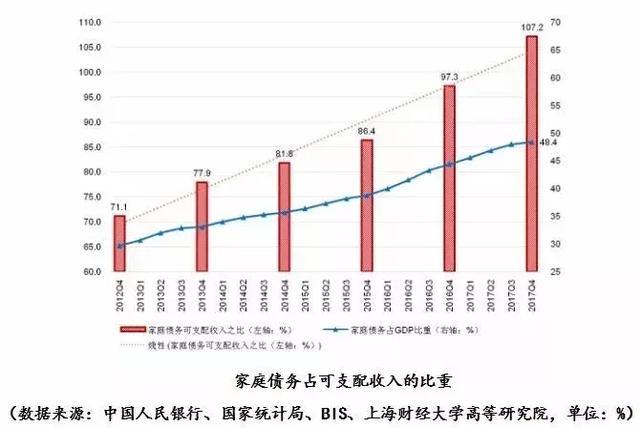 110.0
105.0
100.0
95.0
90.0
85.0
80.0
75.0
70.0
65.0
60.0
70
65
60
55
50
45
40
35
30
25
71.1
77.9
81.8
86.4
97.3
107.2
48.4
2012Q4
2013Q1
2013Q2
2013Q3
2013Q4
2014Q1
2014Q2
2014Q3
2014Q4
2015Q1
2015Q2
2015Q3
2015Q4
2016Q1
2016Q2
2016Q3
2016Q4
2017Q1
2017Q2
2017Q3
2017Q4
家庭债务可支配收入之比(左轴:%) 家庭债务占GDP比重(右轴:%)
线性(家庭债务可支配收入之比(左轴:%))
家庭债务占可支配收入的比重
(数据来源:中国人民银行、国家统计局、BIS、上海财经大学高等研究院,单位:%)